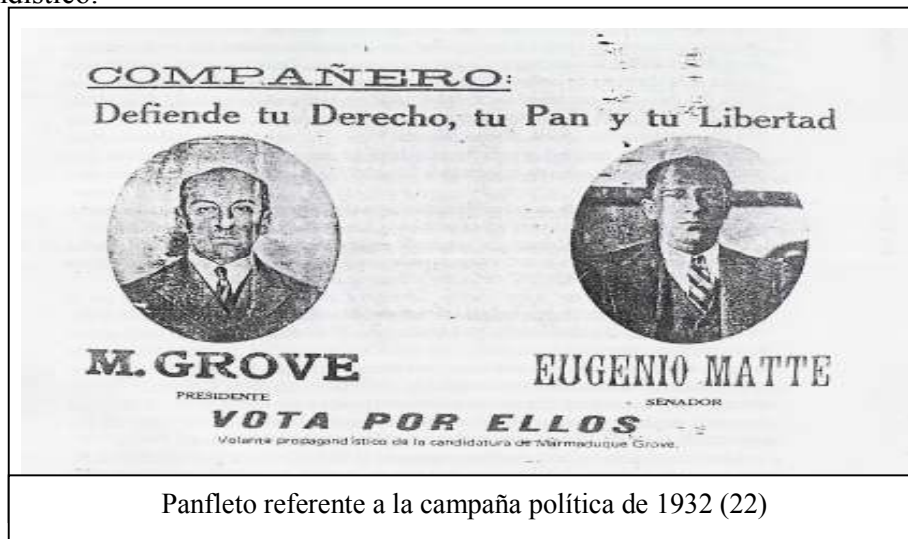 ndístico.
COMPAÑERO:
Defiende tu Derecho, tu Pan y tu Libertad
M. GROVE
PRESIDENTE
EUGENIO MATTE
SENADOR
VOTA POR ELLOS
Volante propagandístico de la candidatura de Marmaduque Grove.
Panfleto referente a la campaña política de 1932 (22)